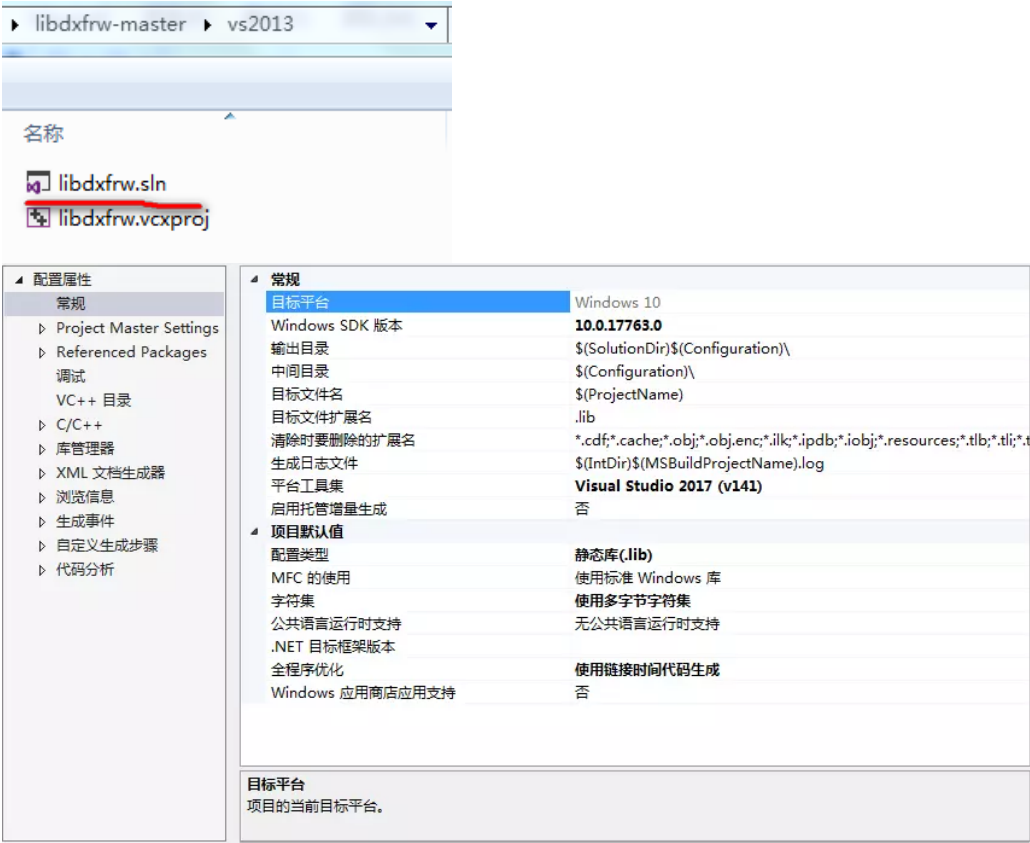 libdxfrw-master vs2013
名称
libdxfrw.sln
libdxfrw.vcxproj
配置属性
常规
Project Master Settings
Referenced Packages
调试
VC++ 目录
C/C++
库管理器
XML 文档生成器
浏览信息
生成事件
自定义生成步骤
代码分析
常规
目标平台 Windows 10
Windows SDK 版本 10.0.17763.0
输出目录 $(SolutionDir)$(Configuration)\
中间目录 $(Configuration)\
目标文件名 $(ProjectName)
目标文件扩展名 .lib
清除时要删除的扩展名 *.cdf;*.cache;*.obj;*.obj.enc;*.ilk;*.ipdb;*.iobj;*.resources;*.tlb;*.tli;*.t
生成日志文件 $(IntDir)$(MSBuildProjectName).log
平台工具集 Visual Studio 2017 (v141)
启用托管增量生成 否
项目默认值
配置类型 静态库(.lib)
MFC 的使用 使用标准 Windows 库
字符集 使用多字节字符集
公共语言运行时支持 无公共语言运行时支持
.NET 目标框架版本
全程序优化 使用链接时间代码生成
Windows 应用商店应用支持 否
目标平台
项目的当前目标平台。